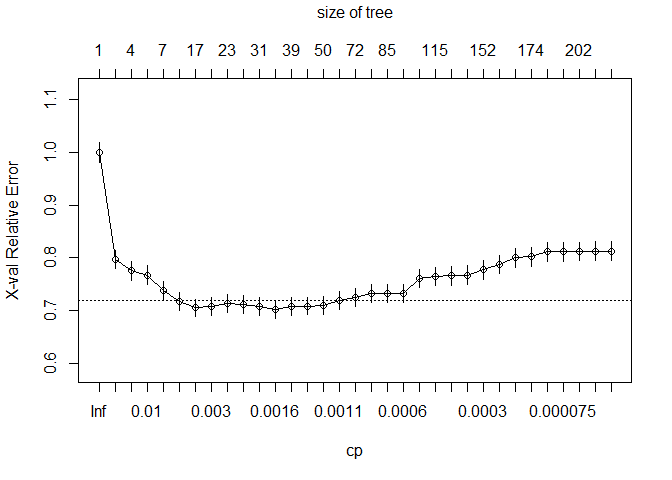 size of tree
1 4 7 17 23 31 39 50 72 85 115 152 174 202
X-val Relative Error
1.1
1.0
0.9
0.8
0.7
0.6
Inf 0.01 0.003 0.0016 0.0011 0.0006 0.0003 0.000075
cp